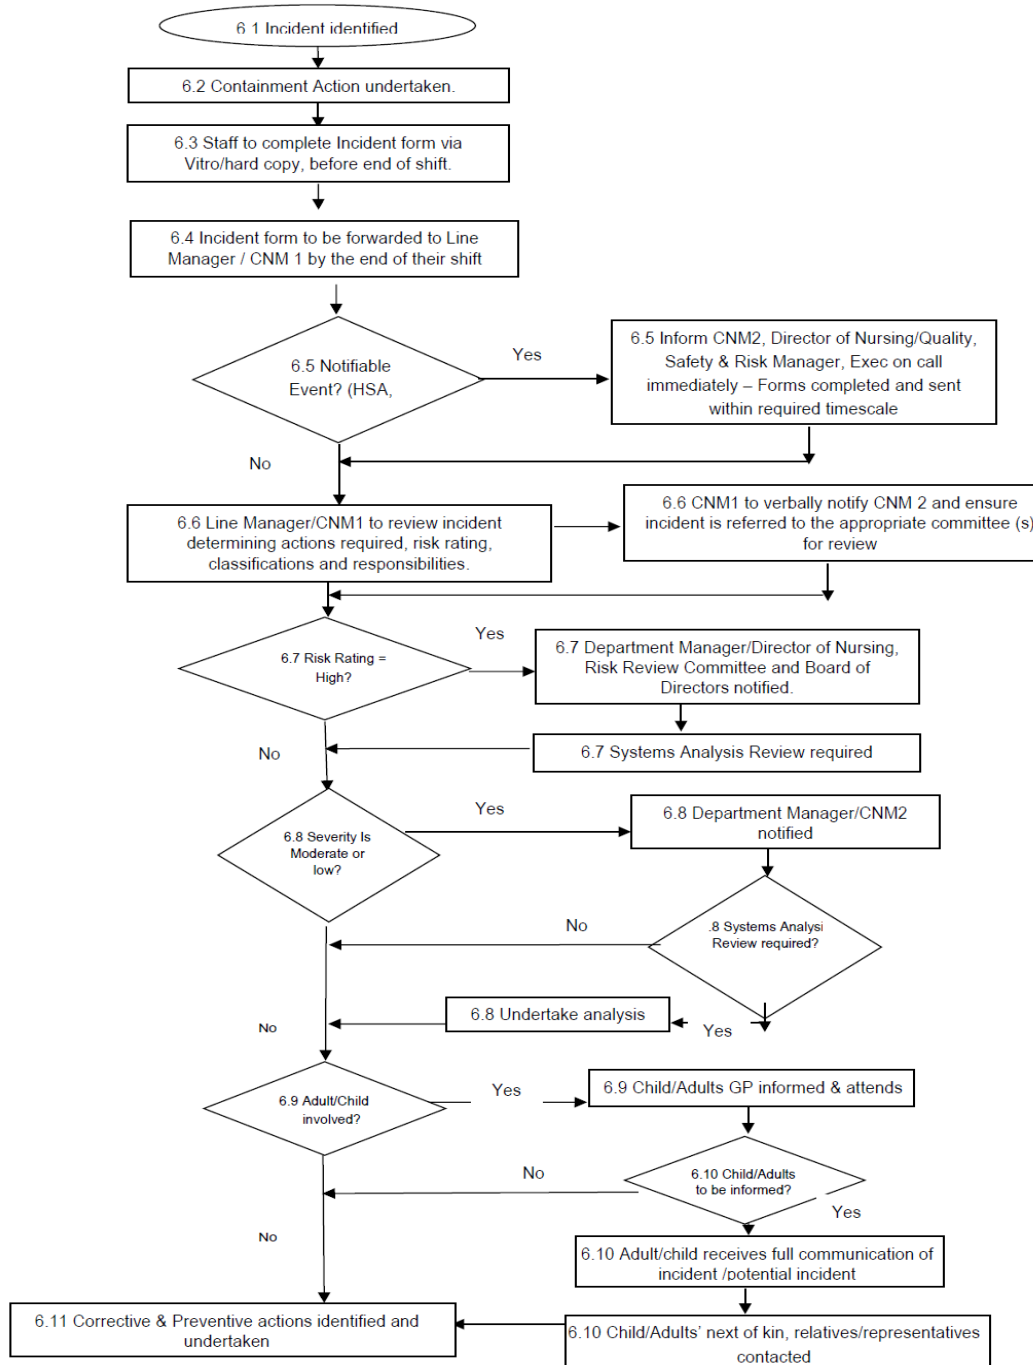 6.1 Incident identified
6.2 Containment Action undertaken.
6.3 Staff to complete Incident form via
Vitro/hard copy, before end of shift.
6.4 Incident form to be forwarded to Line
Manager / CNM 1 by the end of their shift
6.5 Notifiable
Event? (HSA,
Yes
6.5 Inform CNM2, Director of Nursing/Quality,
Safety & Risk Manager, Exec on call
immediately – Forms completed and sent
within required timescale
No
6.6 Line Manager/CNM1 to review incident
determining actions required, risk rating,
classifications and responsibilities.
6.6 CNM1 to verbally notify CNM 2 and ensure
incident is referred to the appropriate committee (s)
for review
6.7 Risk Rating =
High?
Yes
6.7 Department Manager/Director of Nursing,
Risk Review Committee and Board of
Directors notified.
No
6.7 Systems Analysis Review required
6.8 Severity Is
Moderate or
low?
Yes
6.8 Department Manager/CNM2
notified
.8 Systems Analysi
Review required?
No
6.8 Undertake analysis
Yes
No
6.9 Adult/Child
involved?
Yes
6.9 Child/Adults GP informed & attends
6.10 Child/Adults
to be informed?
No
Yes
No
6.10 Adult/child receives full communication of
incident /potential incident
6.11 Corrective & Preventive actions identified and
undertaken
6.10 Child/Adults' next of kin, relatives/representatives
contacted